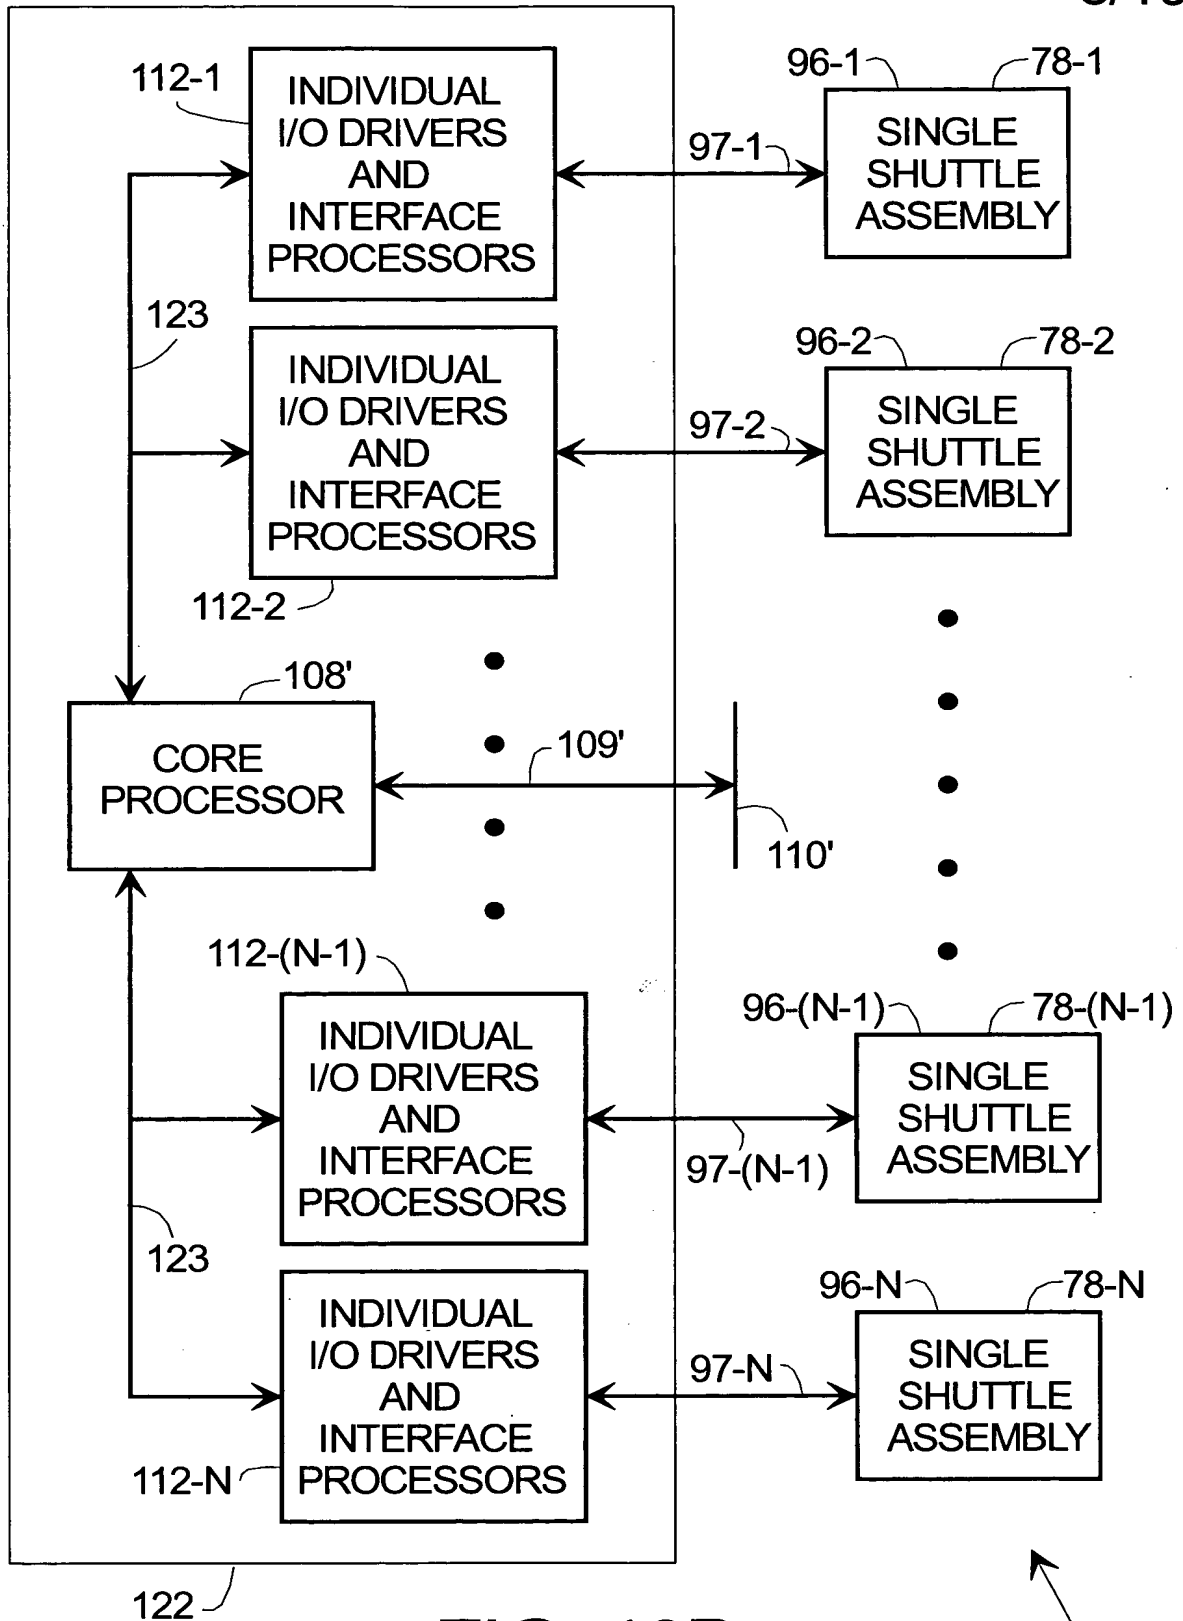 112-1
INDIVIDUAL
I/O DRIVERS
AND
INTERFACE
PROCESSORS
97-1
96-1
78-1
SINGLE
SHUTTLE
ASSEMBLY
123
INDIVIDUAL
I/O DRIVERS
AND
INTERFACE
PROCESSORS
112-2
97-2
96-2
78-2
SINGLE
SHUTTLE
ASSEMBLY
108'
CORE
PROCESSOR
109'
110'
112-(N-1)
INDIVIDUAL
I/O DRIVERS
AND
INTERFACE
PROCESSORS
97-(N-1)
96-(N-1)
78-(N-1)
SINGLE
SHUTTLE
ASSEMBLY
123
INDIVIDUAL
I/O DRIVERS
AND
INTERFACE
PROCESSORS
112-N
97-N
96-N
78-N
SINGLE
SHUTTLE
ASSEMBLY
122